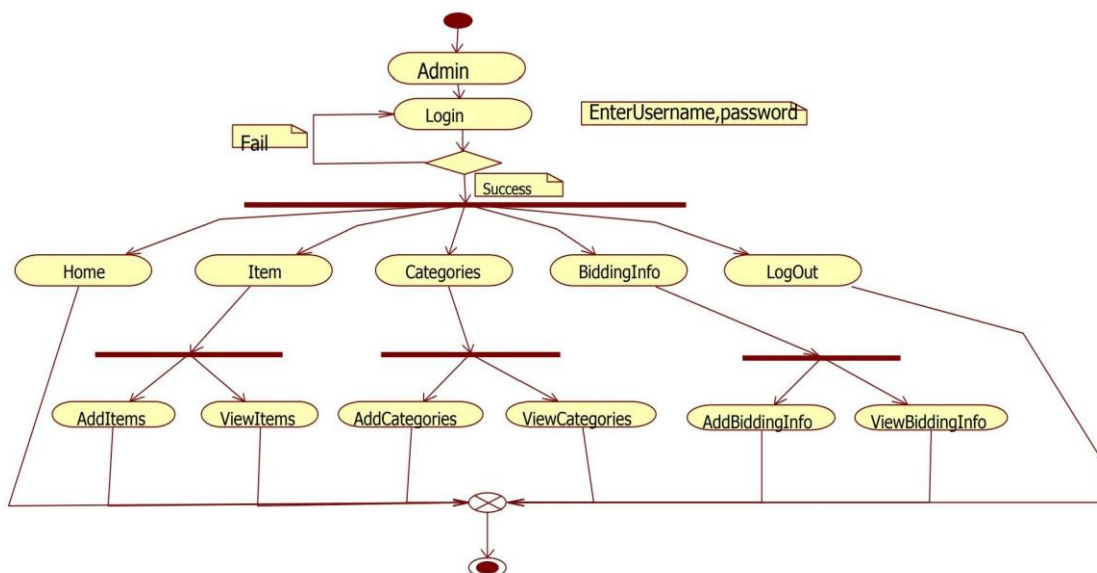 Admin
Login
EnterUsername,password
Fail
Success
Home
Item
Categories
BiddingInfo
LogOut
AddItems
ViewItems
AddCategories
ViewCategories
AddBiddingInfo
ViewBiddingInfo